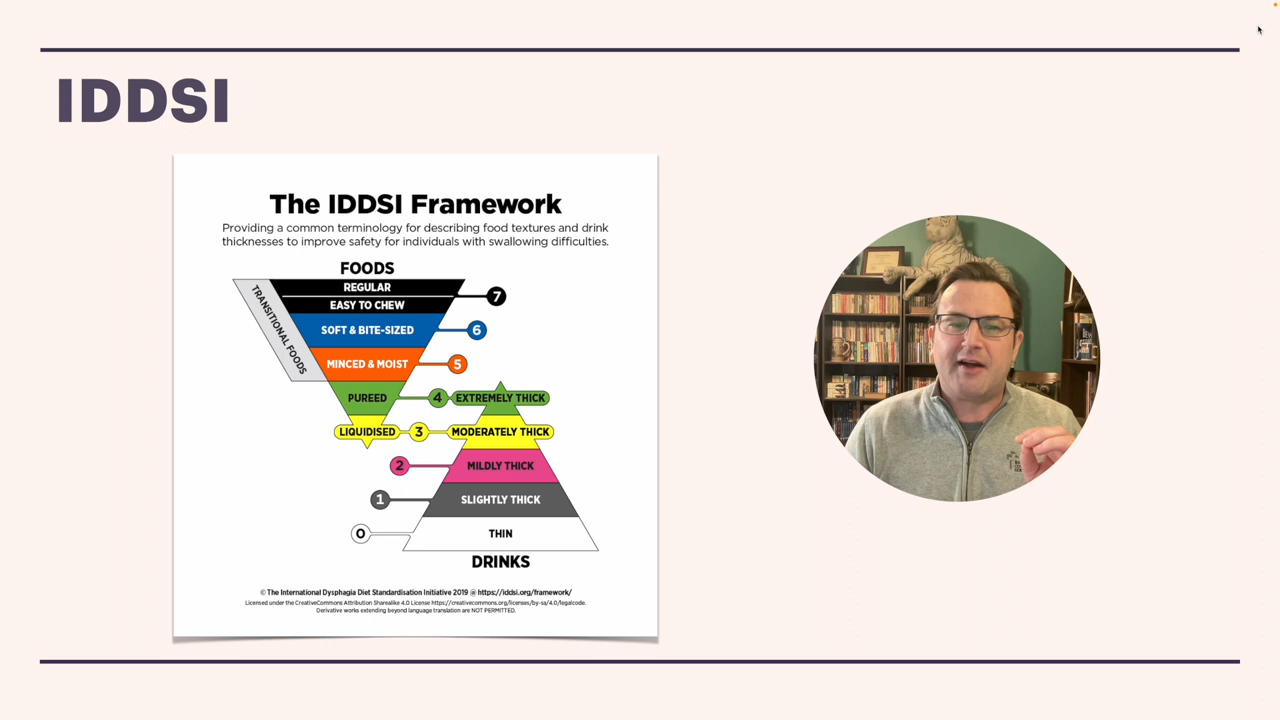 IDDSI
The IDDSI Framework
Providing a common terminology for describing food textures and drink
thicknesses to improve safety for individuals with swallowing difficulties.
FOODS
TRANSITIONAL FOODS
REGULAR
EASY TO CHEW
7
SOFT & BITE-SIZED
6
MINCED & MOIST
5
PUREED
4
EXTREMELY THICK
LIQUIDISED
3
MODERATELY THICK
2
MILDLY THICK
1
SLIGHTLY THICK
0
THIN
DRINKS
© The International Dysphagia Diet Standardisation Initiative 2019 @ https://iddsi.org/framework/
Licensed under the CreativeCommons Attribution Sharealike 4.0 License https://creativecommons.org/licenses/by-sa/4.0/legalcode.
Derivative works extending beyond language translation are NOT PERMITTED.